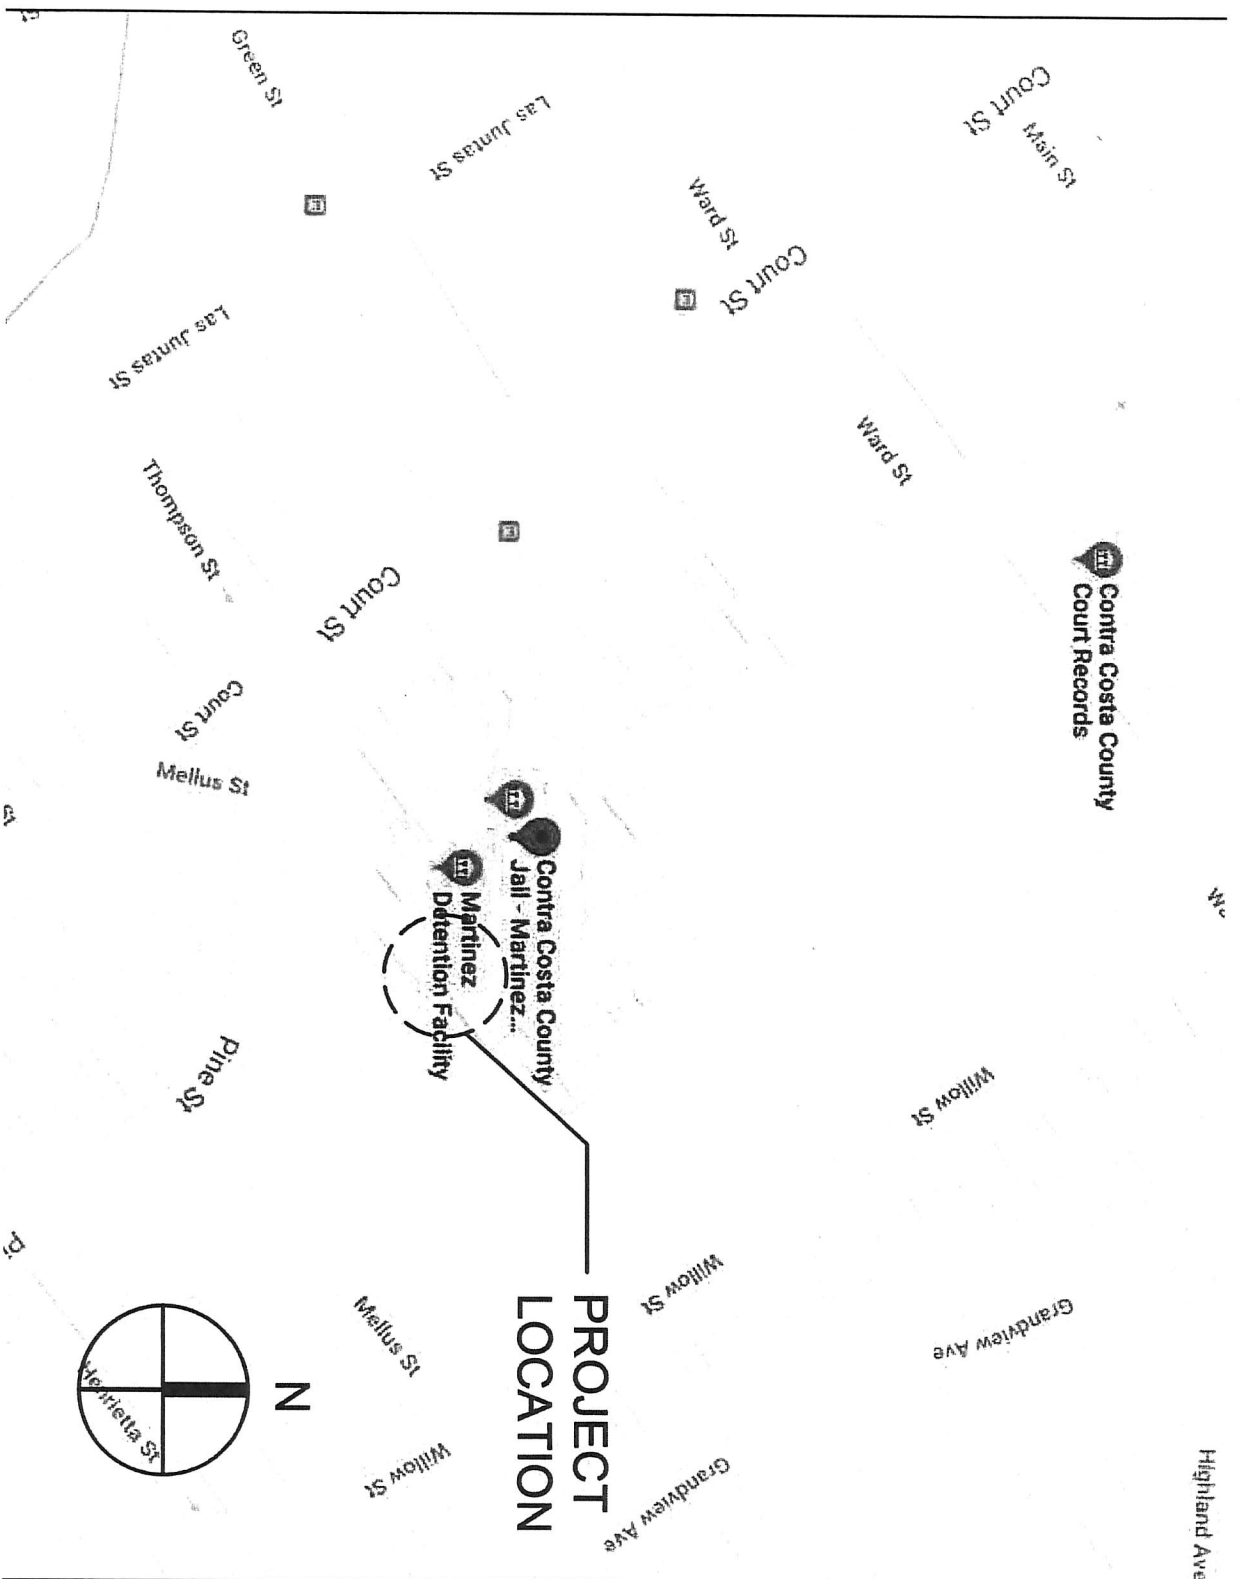 Highland Ave
Contra Costa County
Court Records
Main St
Court St
Grandview Ave
Willow St
Ward St
Court St
Ward St
Willow St
Grandview Ave
PROJECT
LOCATION
Contra Costa County
Jail - Martinez...
Las Juntas St
Martinez
Detention Facility
Willow St
Mellus St
Court St
N
Green St
Court St
Pine St
Mellus St
Thompson St
Las Juntas St
Henrietta St
Pi